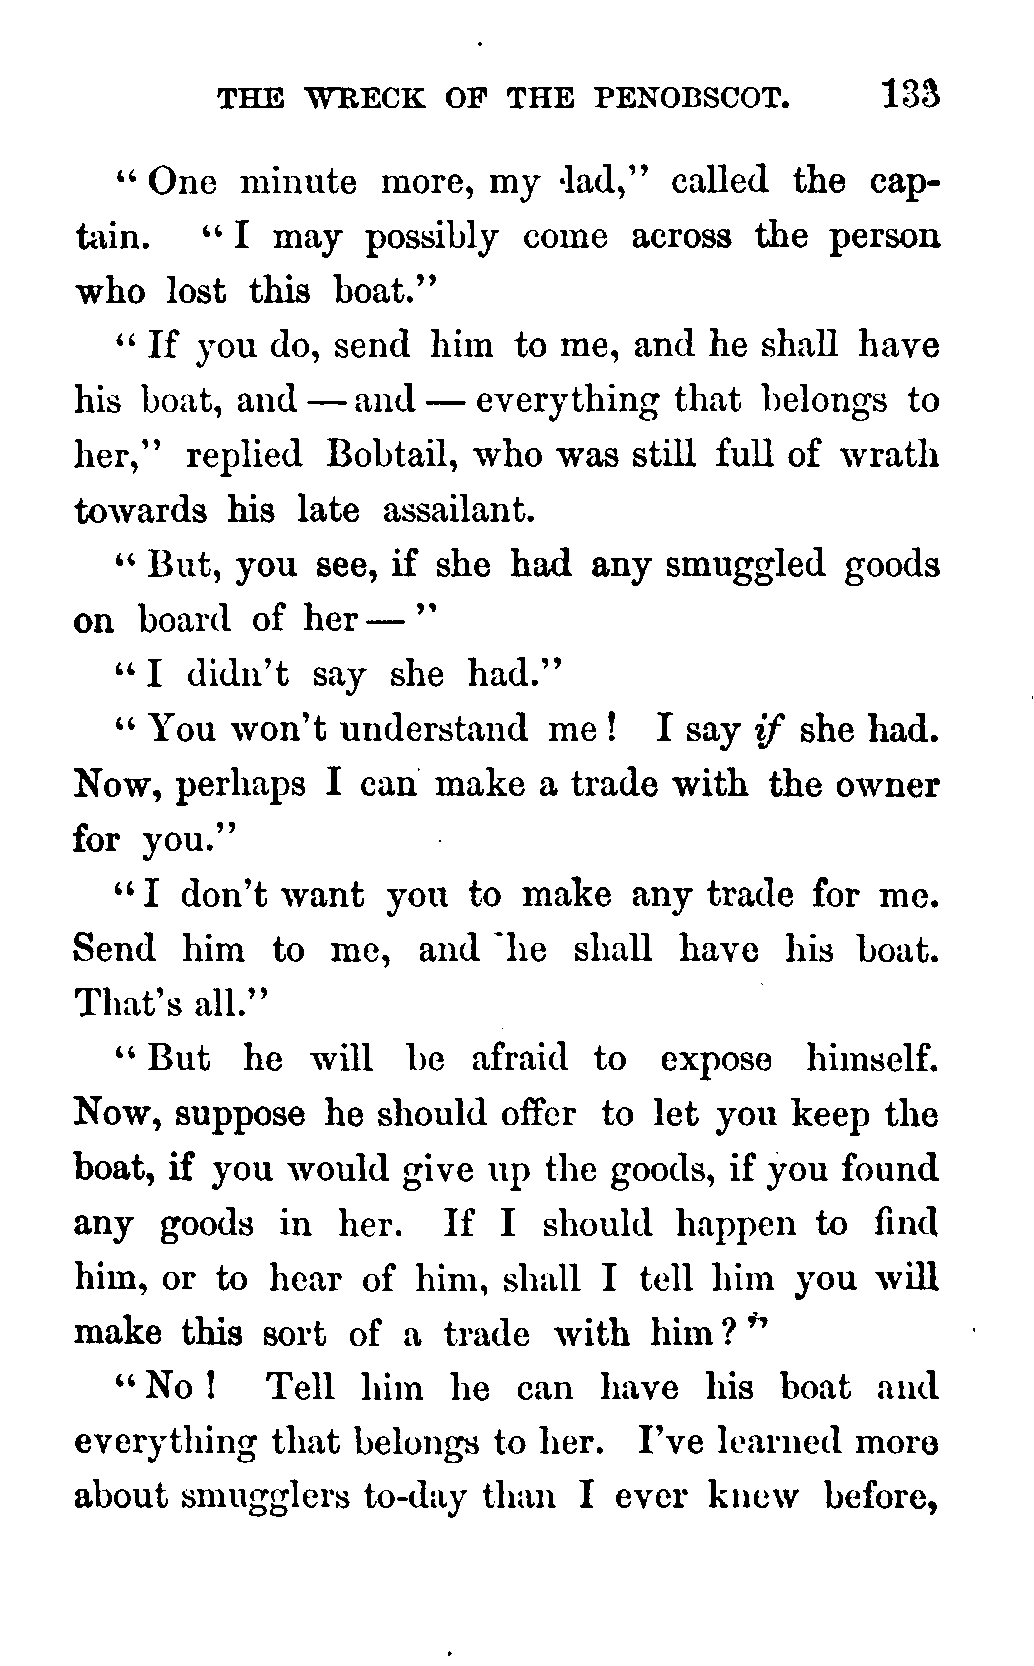 THE WRECK OF THE PENOBSCOT. 133
“ One minute more, my lad,” called the cap-
tain. “ I may possibly come across the person
who lost this boat.”
“ If you do, send him to me, and he shall have
his boat, and — and — everything that belongs to
her,” replied Bobtail, who was still full of wrath
towards his late assailant.
“ But, you see, if she had any smuggled goods
on board of her — ”
“ I didn’t say she had.”
“ You won’t understand me ! I say if she had.
Now, perhaps I can make a trade with the owner
for you.”
“ I don’t want you to make any trade for me.
Send him to me, and he shall have his boat.
That’s all.”
“ But he will be afraid to expose himself.
Now, suppose he should offer to let you keep the
boat, if you would give up the goods, if you found
any goods in her. If I should happen to find
him, or to hear of him, shall I tell him you will
make this sort of a trade with him ? ”
“ No ! Tell him he can have his boat and
everything that belongs to her. I’ve learned more
about smugglers to-day than I ever knew before,